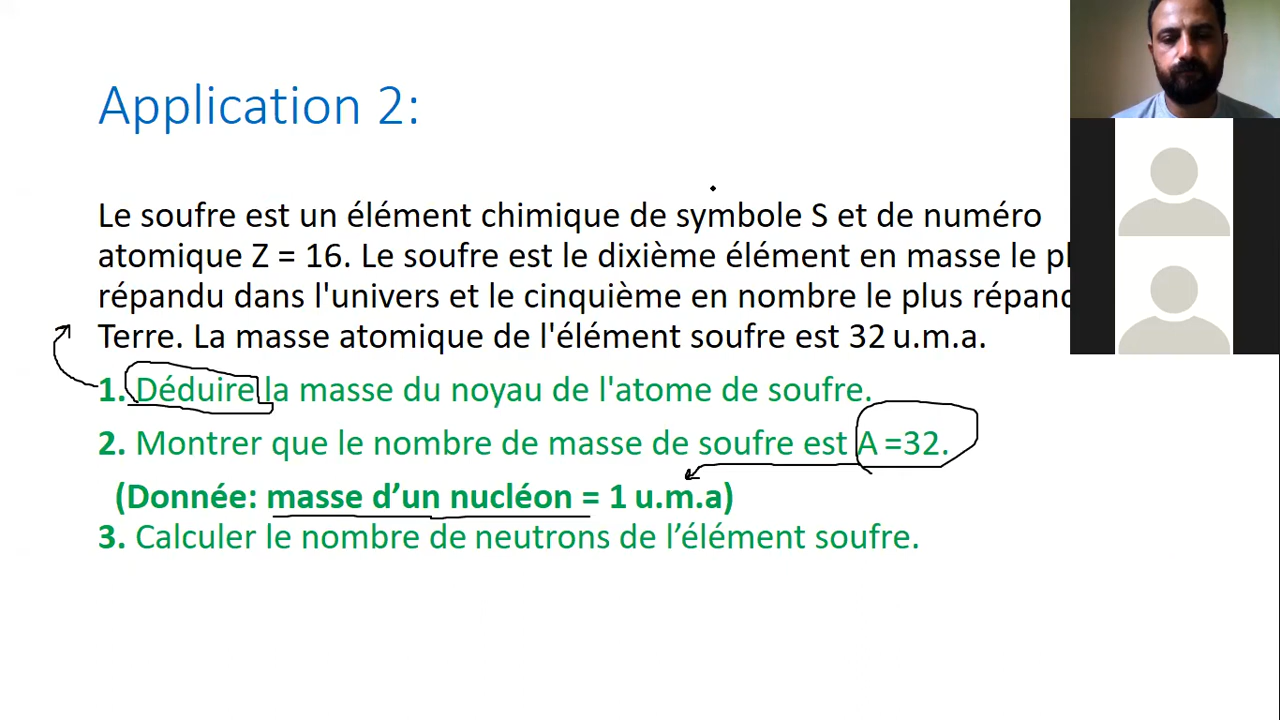 Application 2:
Le soufre est un élément chimique de symbole S et de numéro
atomique Z = 16. Le soufre est le dixième élément en masse le
répandu dans l'univers et le cinquième en nombre le plus
Terre. La masse atomique de l'élément soufre est 32 u.m.a.
1. Déduire la masse du noyau de l'atome de soufre.
2. Montrer que le nombre de masse de soufre est A =32.
(Donnée: masse d’un nucléon = 1 u.m.a)
3. Calculer le nombre de neutrons de l’élément soufre.